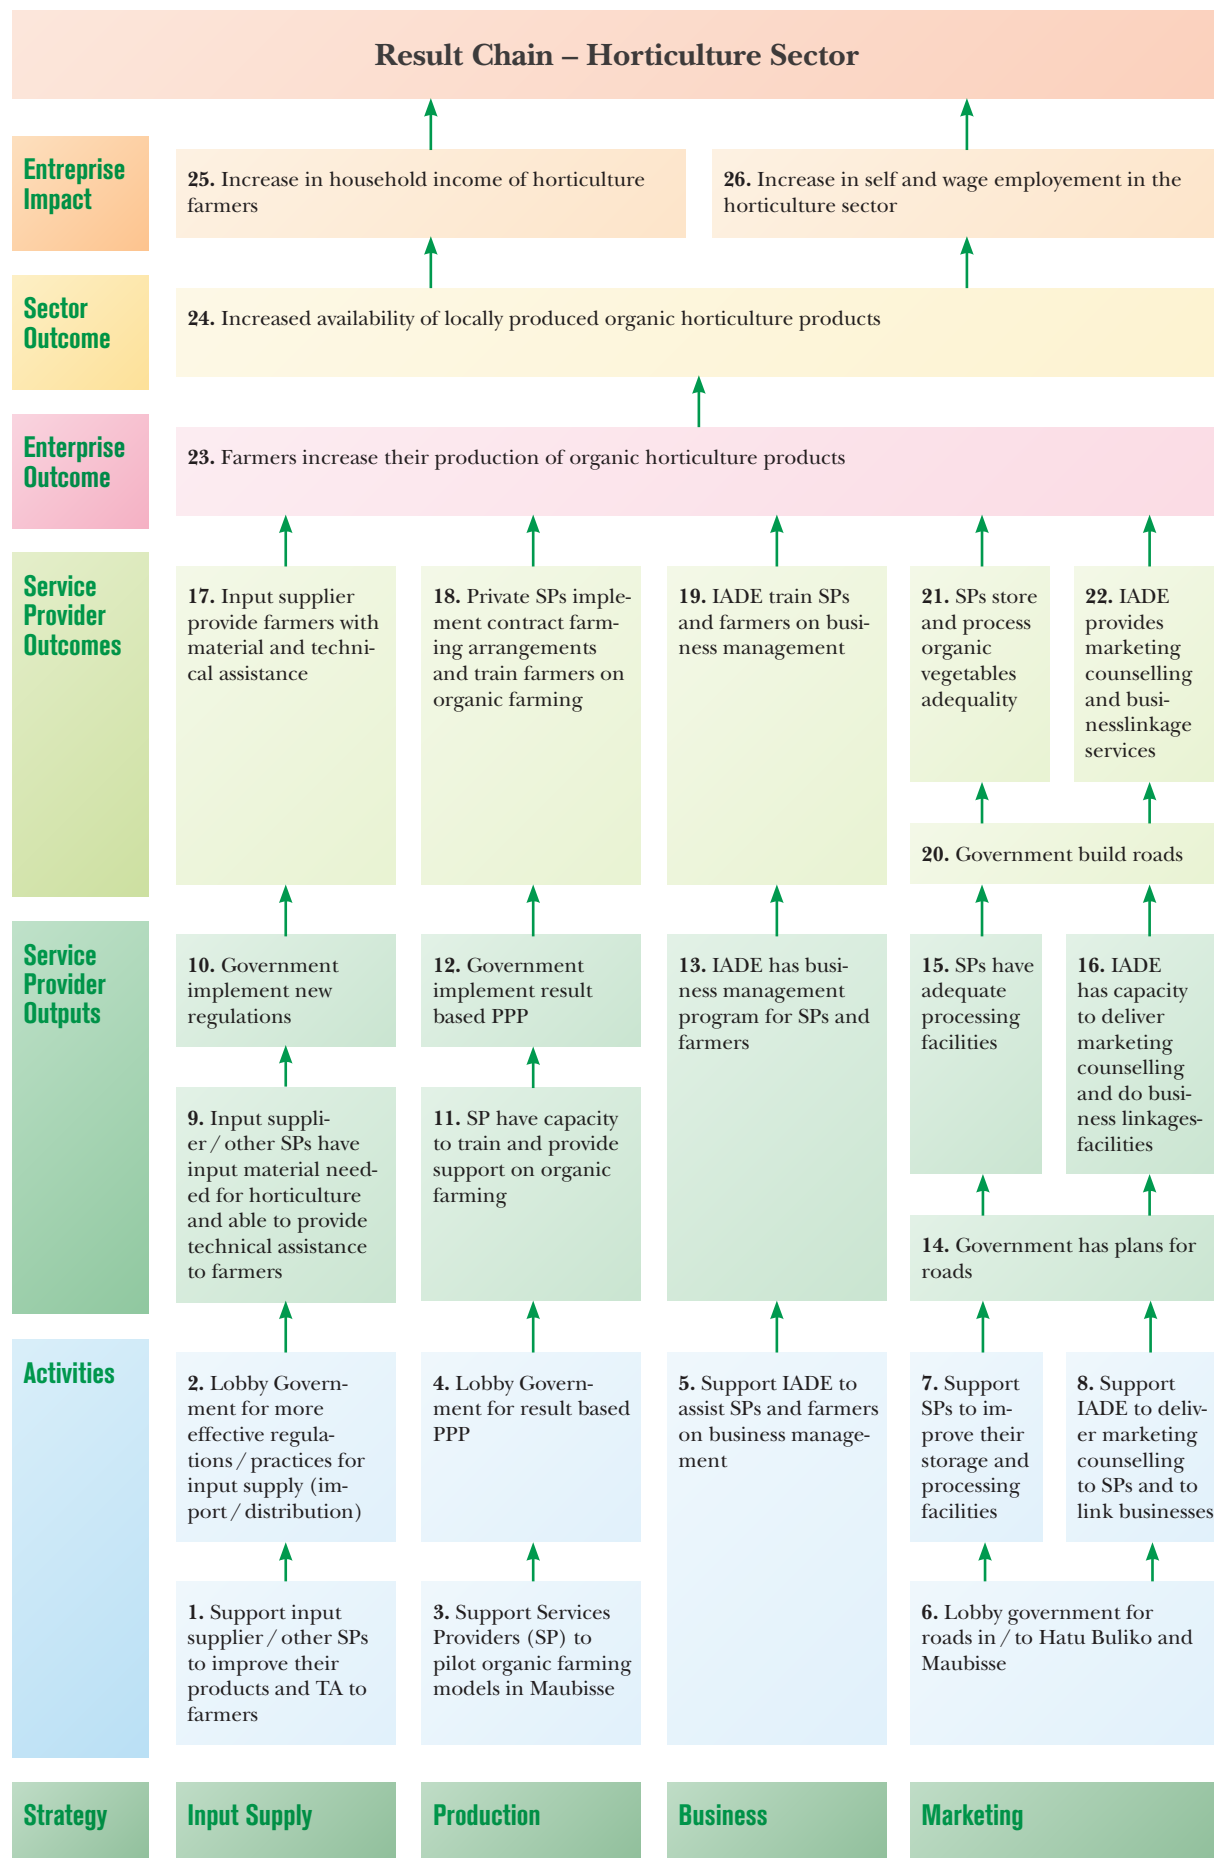 Result Chain – Horticulture Sector
Entreprise
Impact
25. Increase in household income of horticulture
farmers
26. Increase in self and wage employement in the
horticulture sector
Sector
Outcome
24. Increased availability of locally produced organic horticulture products
Enterprise
Outcome
23. Farmers increase their production of organic horticulture products
Service
Provider
Outcomes
17. Input supplier
provide farmers with
material and techni-
cal assistance
18. Private SPs imple-
ment contract farm-
ing arrangements
and train farmers on
organic farming
19. IADE train SPs
and farmers on busi-
ness management
21. SPs store
and process
organic
vegetables
adequality
22. IADE
provides
marketing
counselling
and busi-
nesslinkage
services
20. Government build roads
Service
Provider
Outputs
10. Government
implement new
regulations
12. Government
implement result
based PPP
13. IADE has busi-
ness management
program for SPs and
farmers
15. SPs have
adequate
processing
facilities
16. IADE
has capacity
to deliver
marketing
counselling
and do busi-
ness linkages-
facilities
9. Input suppli-
er / other SPs have
input material need-
ed for horticulture
and able to provide
technical assistance
to farmers
11. SP have capacity
to train and provide
support on organic
farming
14. Government has plans for
roads
Activities
2. Lobby Govern-
ment for more
effective regula-
tions / practices for
input supply (im-
port / distribution)
4. Lobby Govern-
ment for result based
PPP
5. Support IADE to
assist SPs and farmers
on business manage-
ment
7. Support
SPs to im-
prove their
storage and
processing
facilities
8. Support
IADE to deliv-
er marketing
counselling
to SPs and to
link businesses
1. Support input
supplier / other SPs
to improve their
products and TA to
farmers
3. Support Services
Providers (SP) to
pilot organic farming
models in Maubisse
6. Lobby government for
roads in / to Hatu Buliko and
Maubisse
Strategy
Input Supply
Production
Business
Marketing